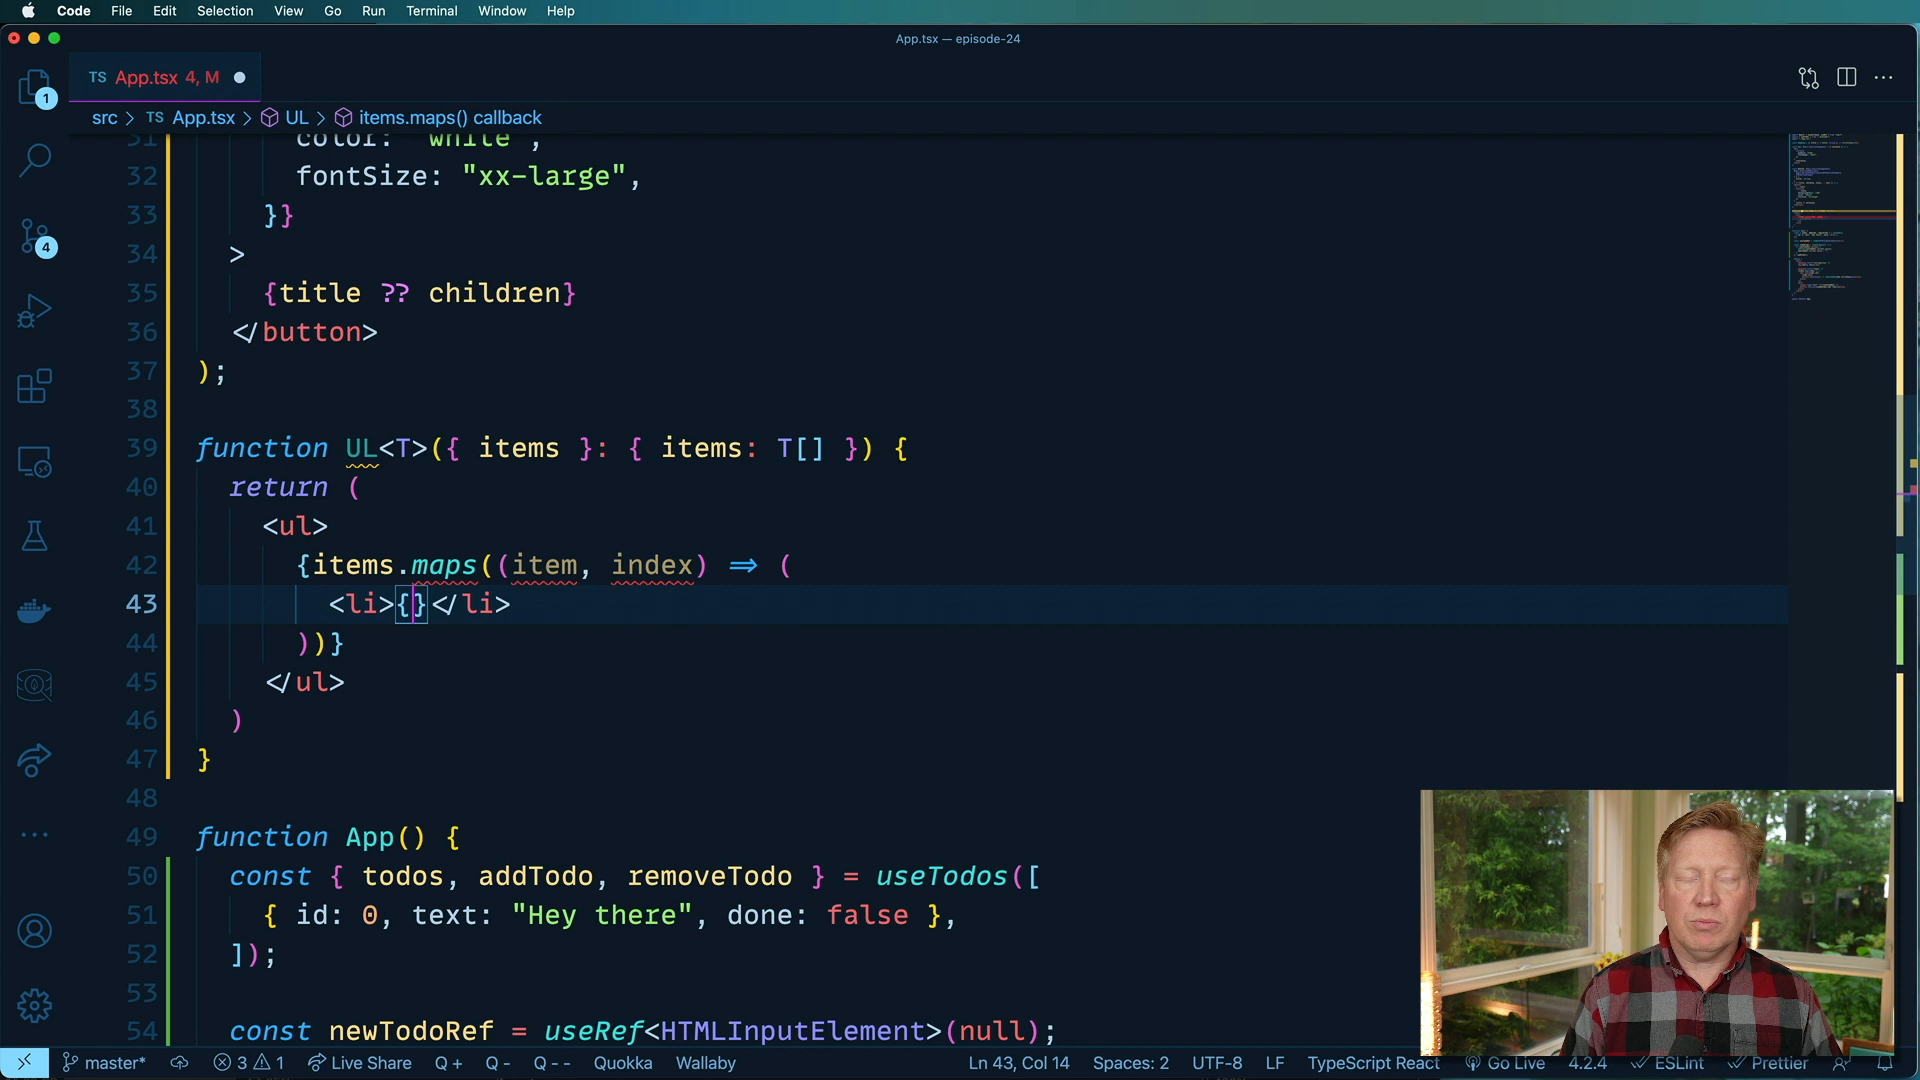 Code File Edit Selection View Go Run Terminal Window Help
App.tsx — episode-24
TS App.tsx 4, M
1
src > TS App.tsx > UL > items.maps() callback
31 color: "white",
32 fontSize: "xx-large",
33 }}
34 >
35 {title ?? children}
36 </button>
37 );
38
39 function UL<T>({ items }: { items: T[] }) {
40 return (
41 <ul>
42 {items.maps((item, index) => (
43 <li>{}</li>
44 ))}
45 </ul>
46 )
47 }
48
49 function App() {
50 const { todos, addTodo, removeTodo } = useTodos([
51 { id: 0, text: "Hey there", done: false },
52 ]);
53
54 const newTodoRef = useRef<HTMLInputElement>(null);
4
master* 3 1 Live Share Q + Q - Q - - Quokka Wallaby Ln 43, Col 14 Spaces: 2 UTF-8 LF TypeScript React Go Live 4.2.4 ESLint Prettier